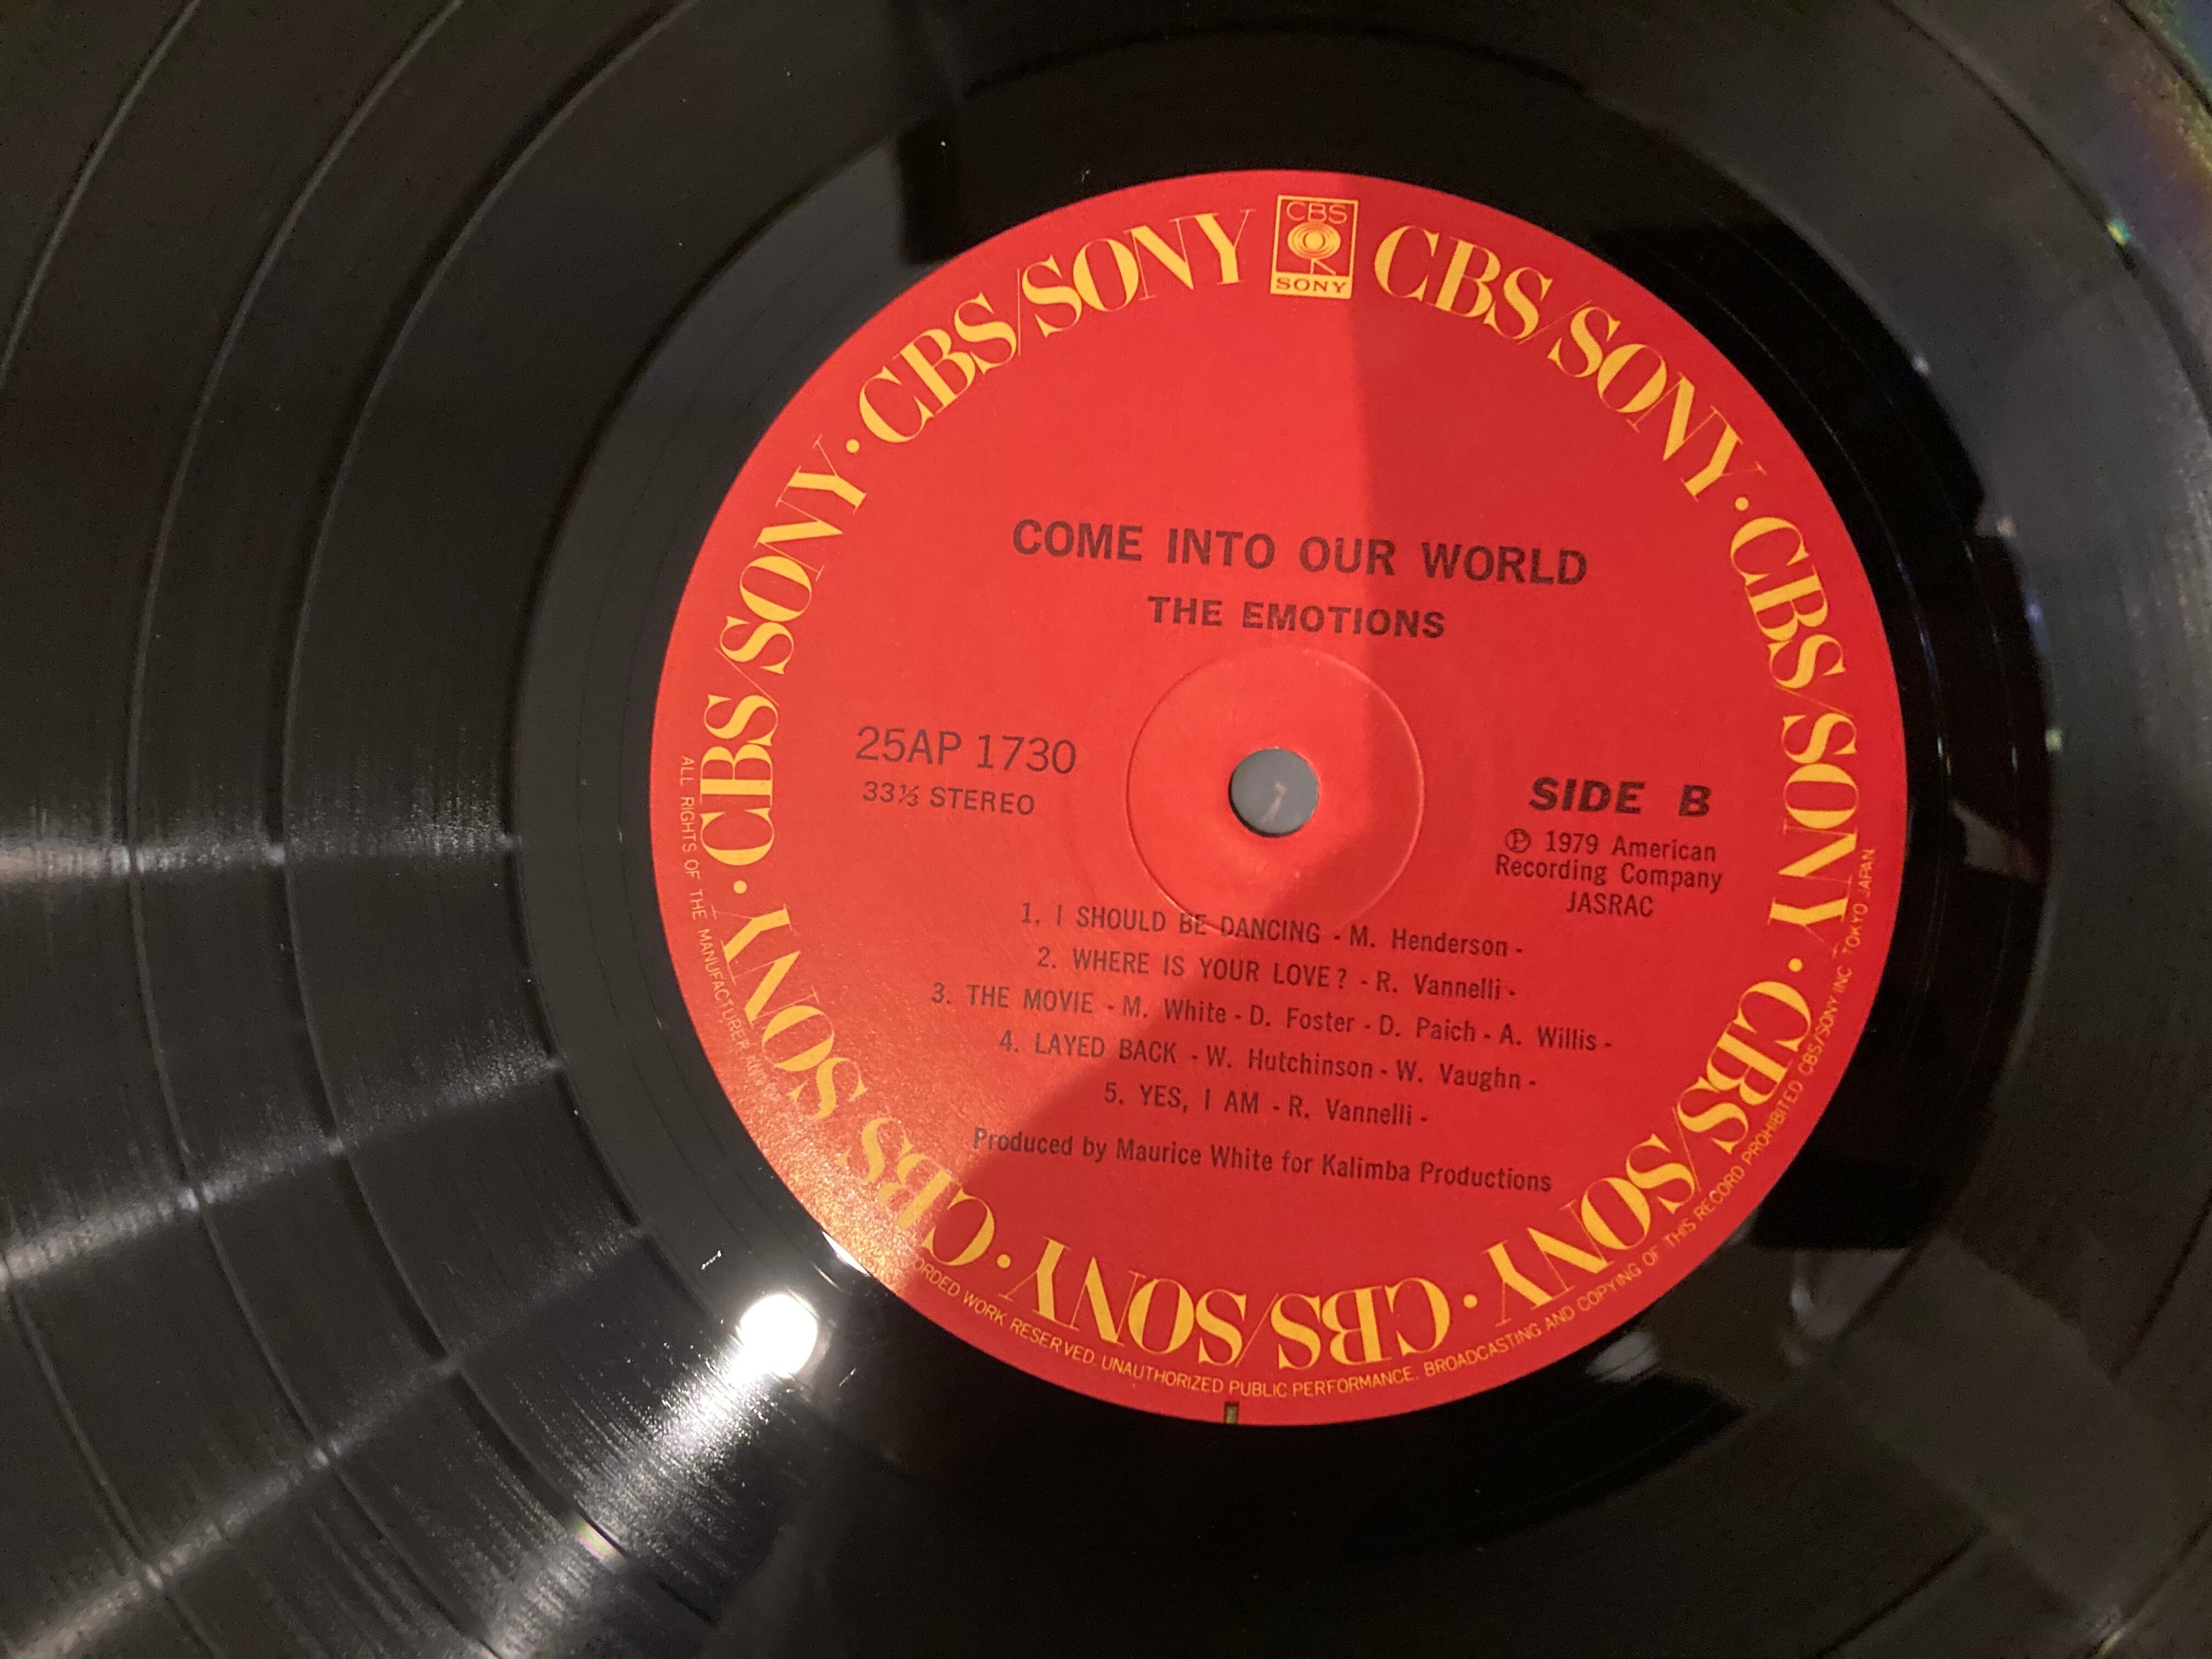 CBS
SONY
CBS/SONY · CBS/SONY · CBS/SONY · CBS/SONY · CBS/SONY · CBS/SONY · CBS/SONY · CBS/SONY
COME INTO OUR WORLD
THE EMOTIONS
25AP 1730
33⅓ STEREO
SIDE B
Ⓟ 1979 American
Recording Company
JASRAC
1. I SHOULD BE DANCING - M. Henderson -
2. WHERE IS YOUR LOVE? - R. Vannelli -
3. THE MOVIE - M. White - D. Foster - D. Paich - A. Willis -
4. LAYED BACK - W. Hutchinson - W. Vaughn -
5. YES, I AM - R. Vannelli -
Produced by Maurice White for Kalimba Productions
ALL RIGHTS OF THE MANUFACTURER WORK RESERVED. UNAUTHORIZED PUBLIC PERFORMANCE. BROADCASTING AND COPYING OF THIS RECORD PROHIBITED CBS/SONY INC TOKYO JAPAN